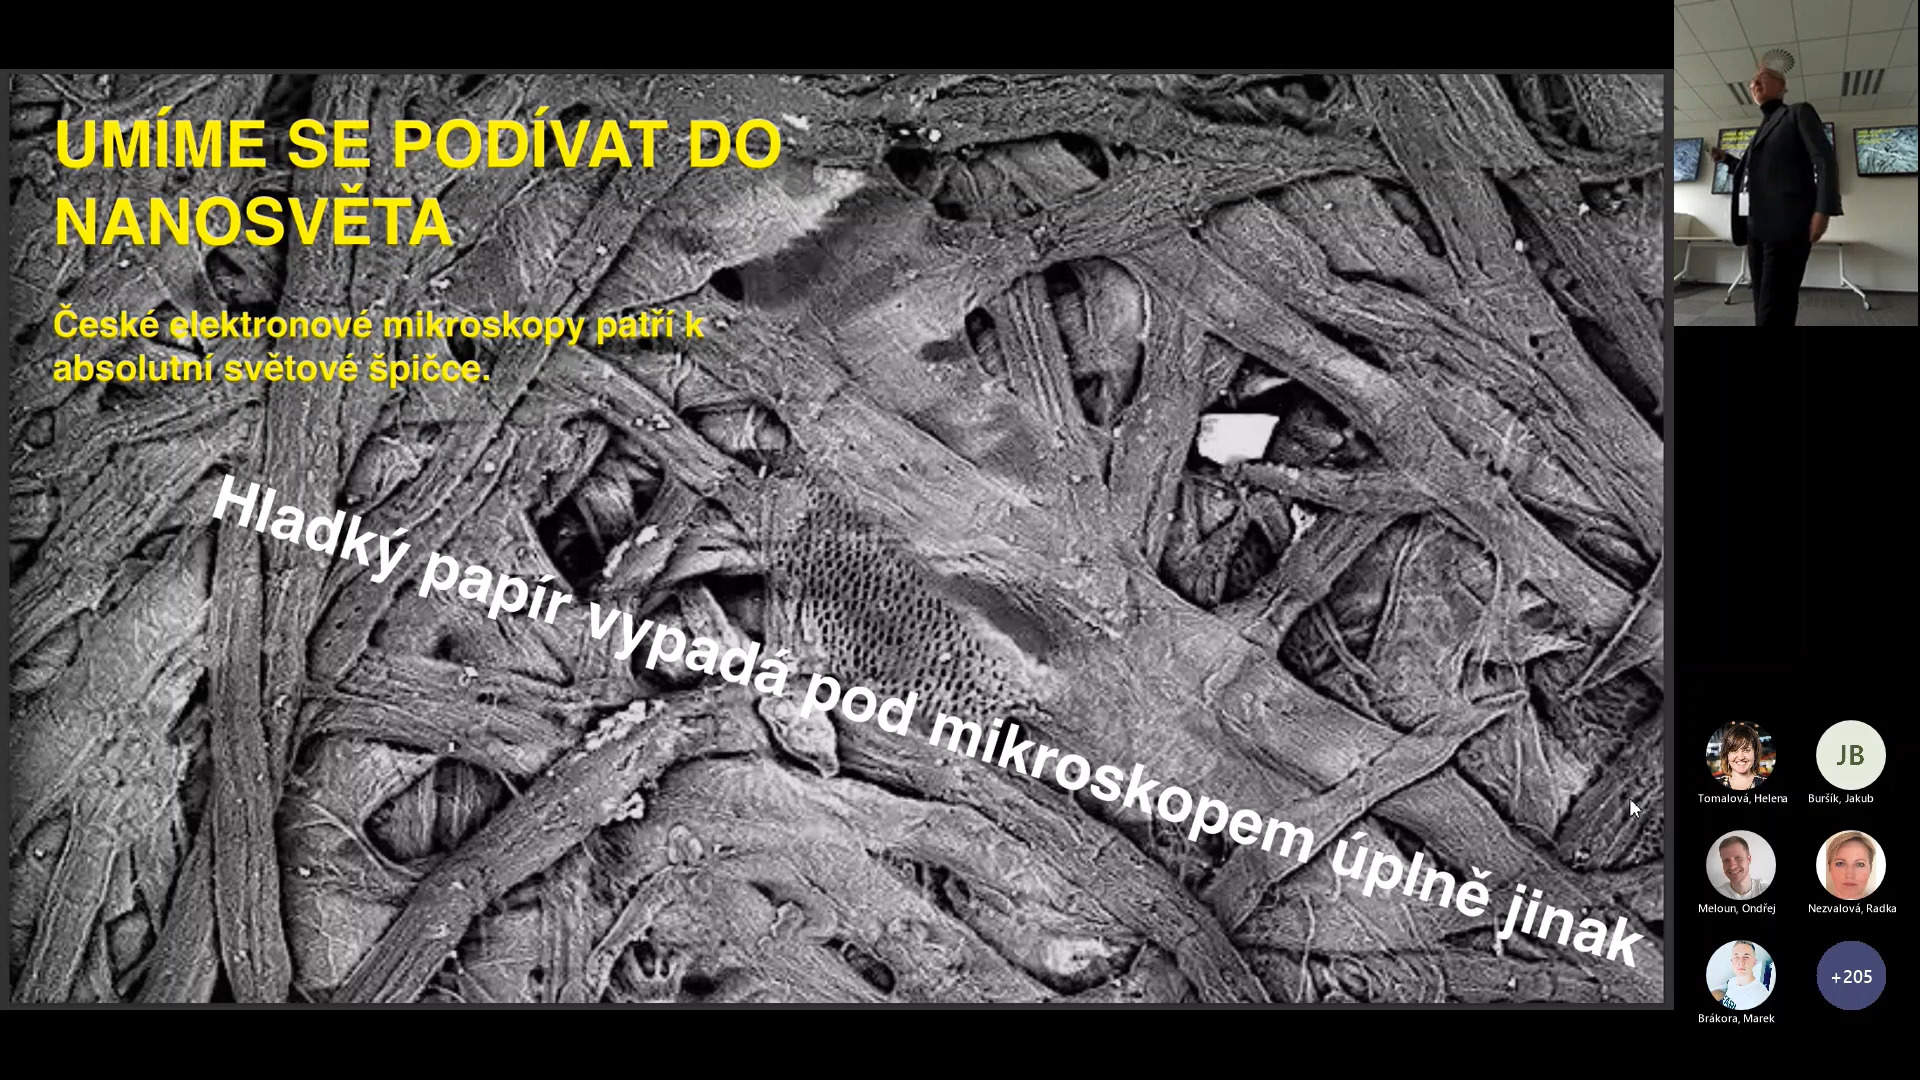 UMÍME SE PODÍVAT DO
NANOSVĚTA
České elektronové mikroskopy patří k
absolutní světové špičce.
Hladký papír vypadá pod mikroskopem úplně jinak
Tomalová, Helena
JB
Buršík, Jakub
Meloun, Ondřej
Nezvalová, Radka
Brákora, Marek
+205